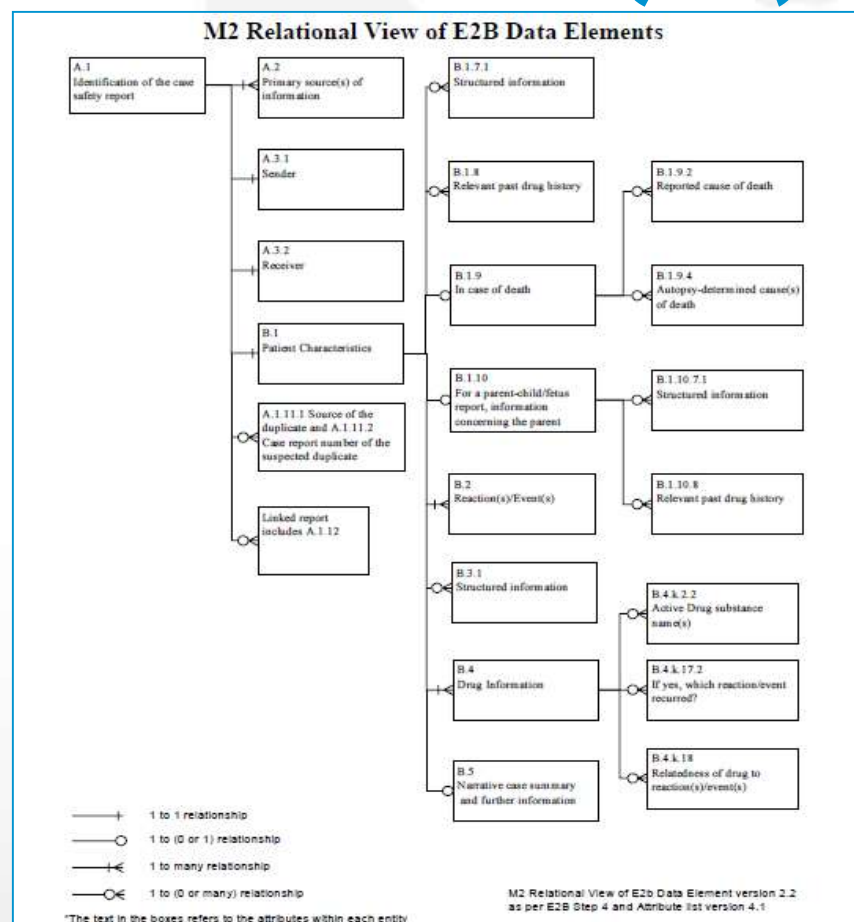 M2 Relational View of E2B Data Elements
A.1
Identification of the case
safety report
A.2
Primary source(s) of
information
A.3.1
Sender
A.3.2
Receiver
B.1
Patient Characteristics
A.1.11.1 Source of the
duplicate and A.1.11.2
Case report number of the
suspected duplicate
Linked report
includes A.1.12
B.1.7.1
Structured information
B.1.8
Relevant past drug history
B.1.9
In case of death
B.1.10
For a parent-child/fetus
report, information
concerning the parent
B.2
Reaction(s)/Event(s)
B.3.1
Structured information
B.4
Drug Information
B.5
Narrative case summary
and further information
B.1.9.2
Reported cause of death
B.1.9.4
Autopsy-determined cause(s)
of death
B.1.10.7.1
Structured information
B.1.10.8
Relevant past drug history
B.4.k.2.2
Active Drug substance
name(s)
B.4.k.17.2
If yes, which reaction/event
recurred?
B.4.k.18
Relatedness of drug to
reaction(s)/event(s)
1 to 1 relationship
1 to (0 or 1) relationship
1 to many relationship
1 to (0 or many) relationship
*The text in the boxes refers to the attributes within each entity
M2 Relational View of E2b Data Element version 2.2
as per E2B Step 4 and Attribute list version 4.1